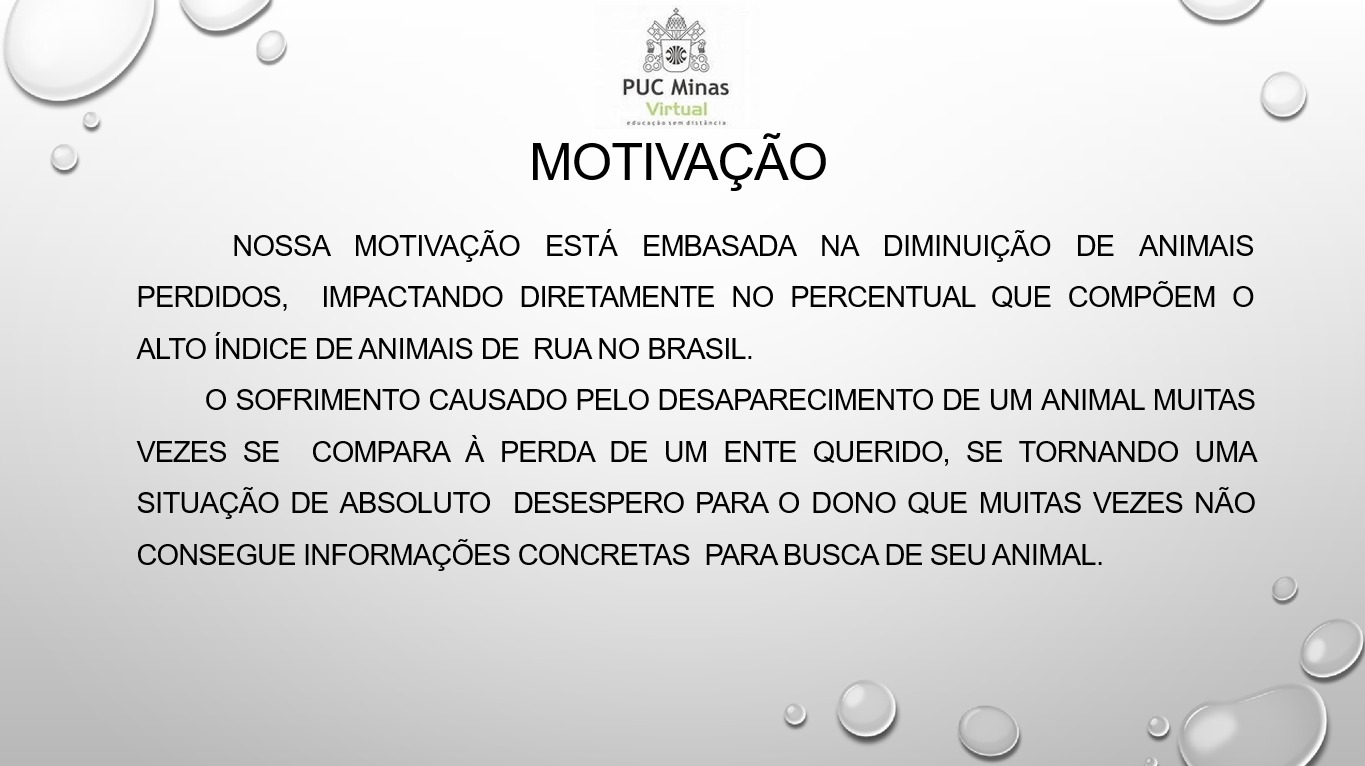 PUC Minas
Virtual
educação sem distância
MOTIVAÇÃO
NOSSA MOTIVAÇÃO ESTÁ EMBASADA NA DIMINUIÇÃO DE ANIMAIS
PERDIDOS, IMPACTANDO DIRETAMENTE NO PERCENTUAL QUE COMPÕEM O
ALTO ÍNDICE DE ANIMAIS DE RUA NO BRASIL.
O SOFRIMENTO CAUSADO PELO DESAPARECIMENTO DE UM ANIMAL MUITAS
VEZES SE COMPARA À PERDA DE UM ENTE QUERIDO, SE TORNANDO UMA
SITUAÇÃO DE ABSOLUTO DESESPERO PARA O DONO QUE MUITAS VEZES NÃO
CONSEGUE INFORMAÇÕES CONCRETAS PARA BUSCA DE SEU ANIMAL.